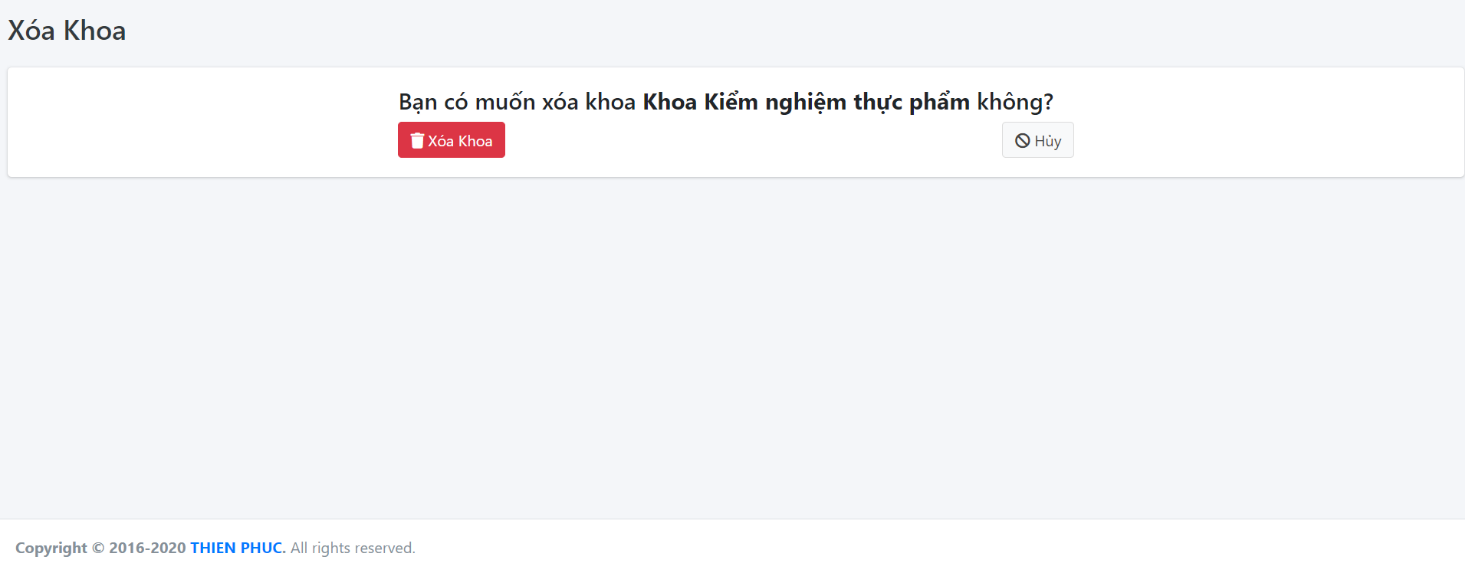 Xóa Khoa
Bạn có muốn xóa khoa Khoa Kiểm nghiệm thực phẩm không?
Xóa Khoa
Hủy
Copyright © 2016-2020 THIEN PHUC. All rights reserved.